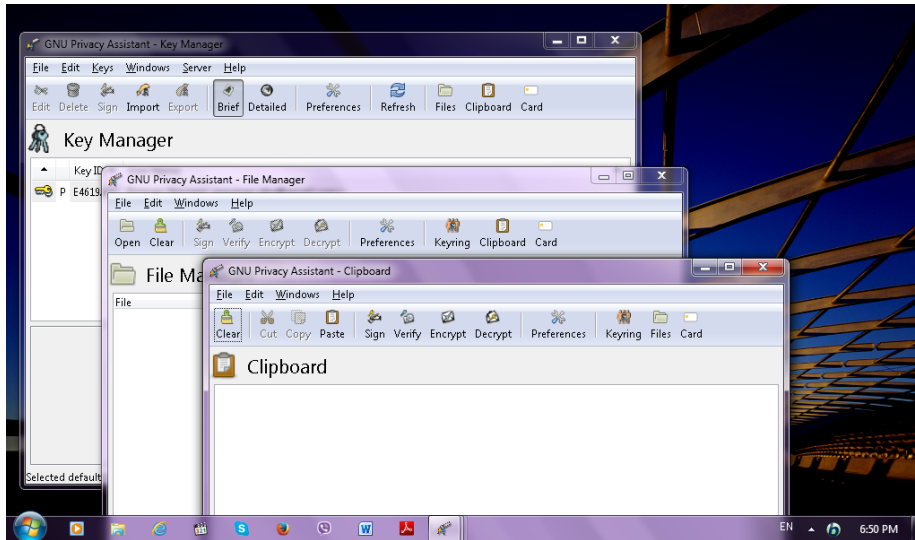 GNU Privacy Assistant - Key Manager
File Edit Keys Windows Server Help
Edit Delete Sign Import Export Brief Detailed Preferences Refresh Files Clipboard Card
Key Manager
Key ID
P E4619
GNU Privacy Assistant - File Manager
File Edit Windows Help
Open Clear Sign Verify Encrypt Decrypt Preferences Keyring Clipboard Card
File Ma
File
GNU Privacy Assistant - Clipboard
File Edit Windows Help
Clear Cut Copy Paste Sign Verify Encrypt Decrypt Preferences Keyring Files Card
Clipboard
Selected default
EN 6:50 PM